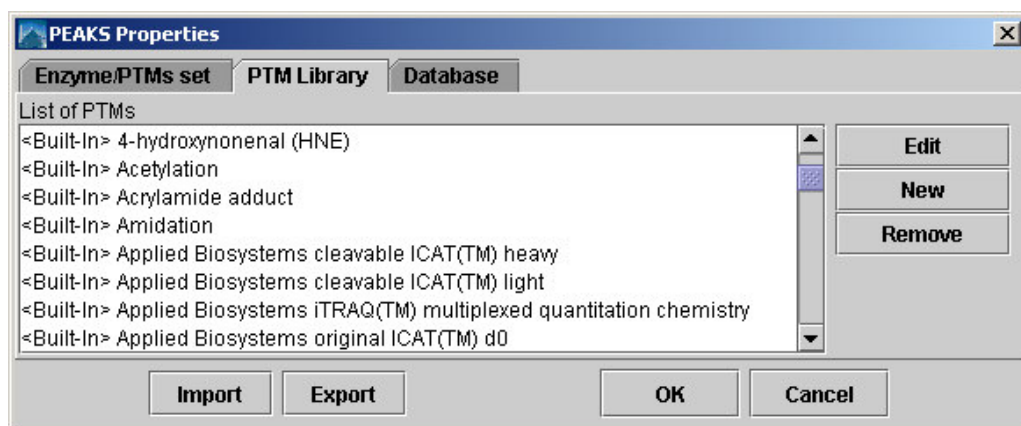 PEAKS Properties
Enzyme/PTMs set PTM Library Database
List of PTMs
<Built-In> 4-hydroxynonenal (HNE)
<Built-In> Acetylation
<Built-In> Acrylamide adduct
<Built-In> Amidation
<Built-In> Applied Biosystems cleavable ICAT(TM) heavy
<Built-In> Applied Biosystems cleavable ICAT(TM) light
<Built-In> Applied Biosystems iTRAQ(TM) multiplexed quantitation chemistry
<Built-In> Applied Biosystems original ICAT(TM) d0
Edit
New
Remove
Import Export OK Cancel